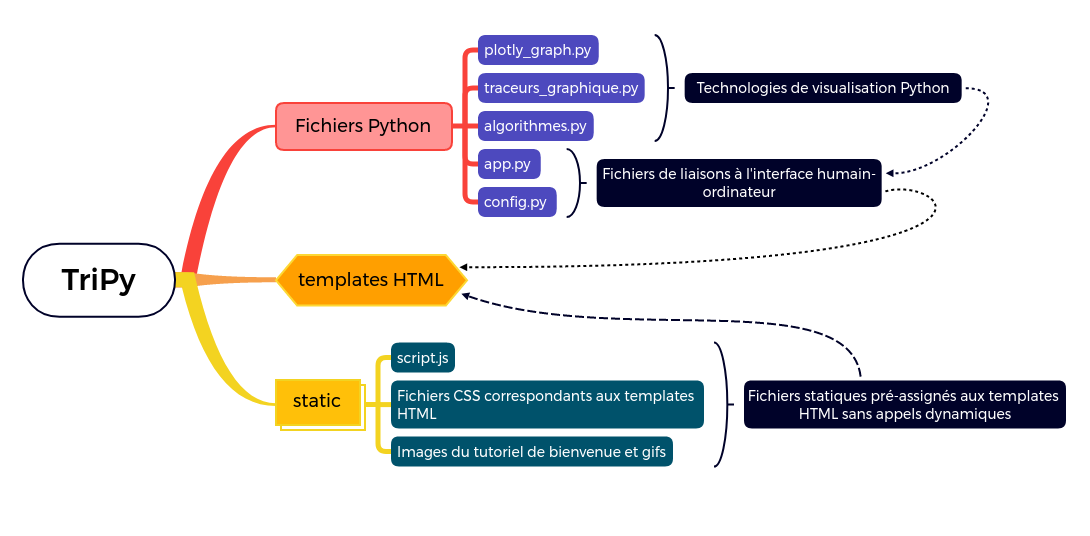 plotly_graph.py
traceurs_graphique.py
Technologies de visualisation Python
Fichiers Python
algorithmes.py
app.py
Fichiers de liaisons à l'interface humain-
ordinateur
config.py
TriPy
templates HTML
script.js
static
Fichiers CSS correspondants aux templates
HTML
Fichiers statiques pré-assignés aux templates
HTML sans appels dynamiques
Images du tutoriel de bienvenue et gifs